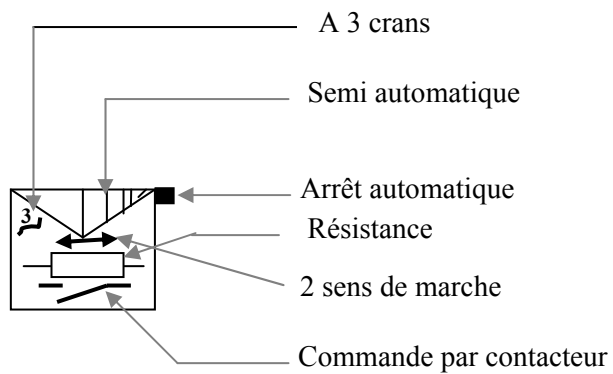 A 3 crans
Semi automatique
Arrêt automatique
3
Résistance
2 sens de marche
Commande par contacteur